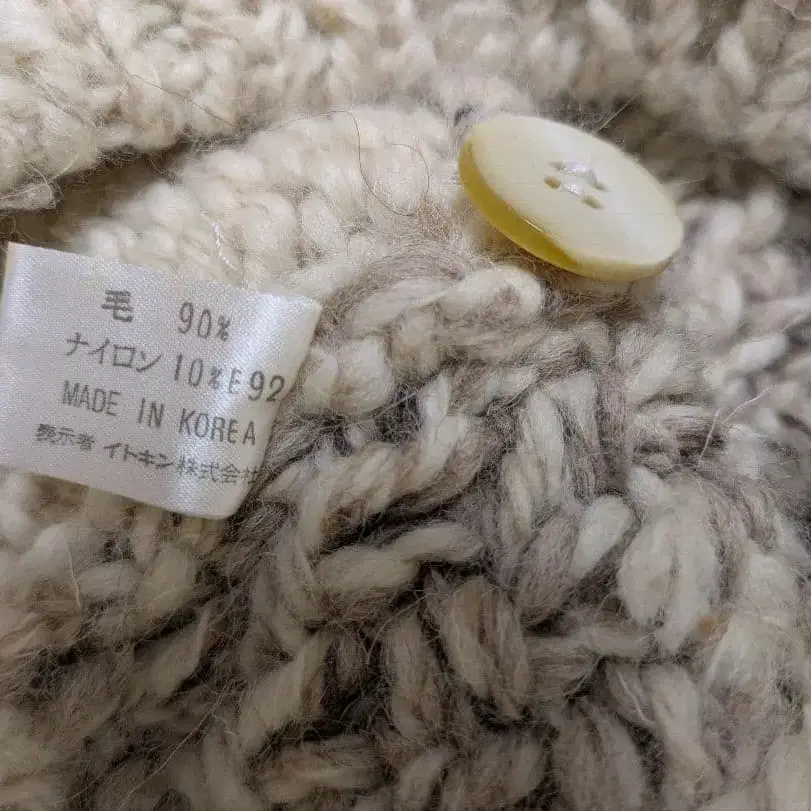 毛 90%
ナイロン 10% E 92
MADE IN KOREA
表示者 イトキン株式会社